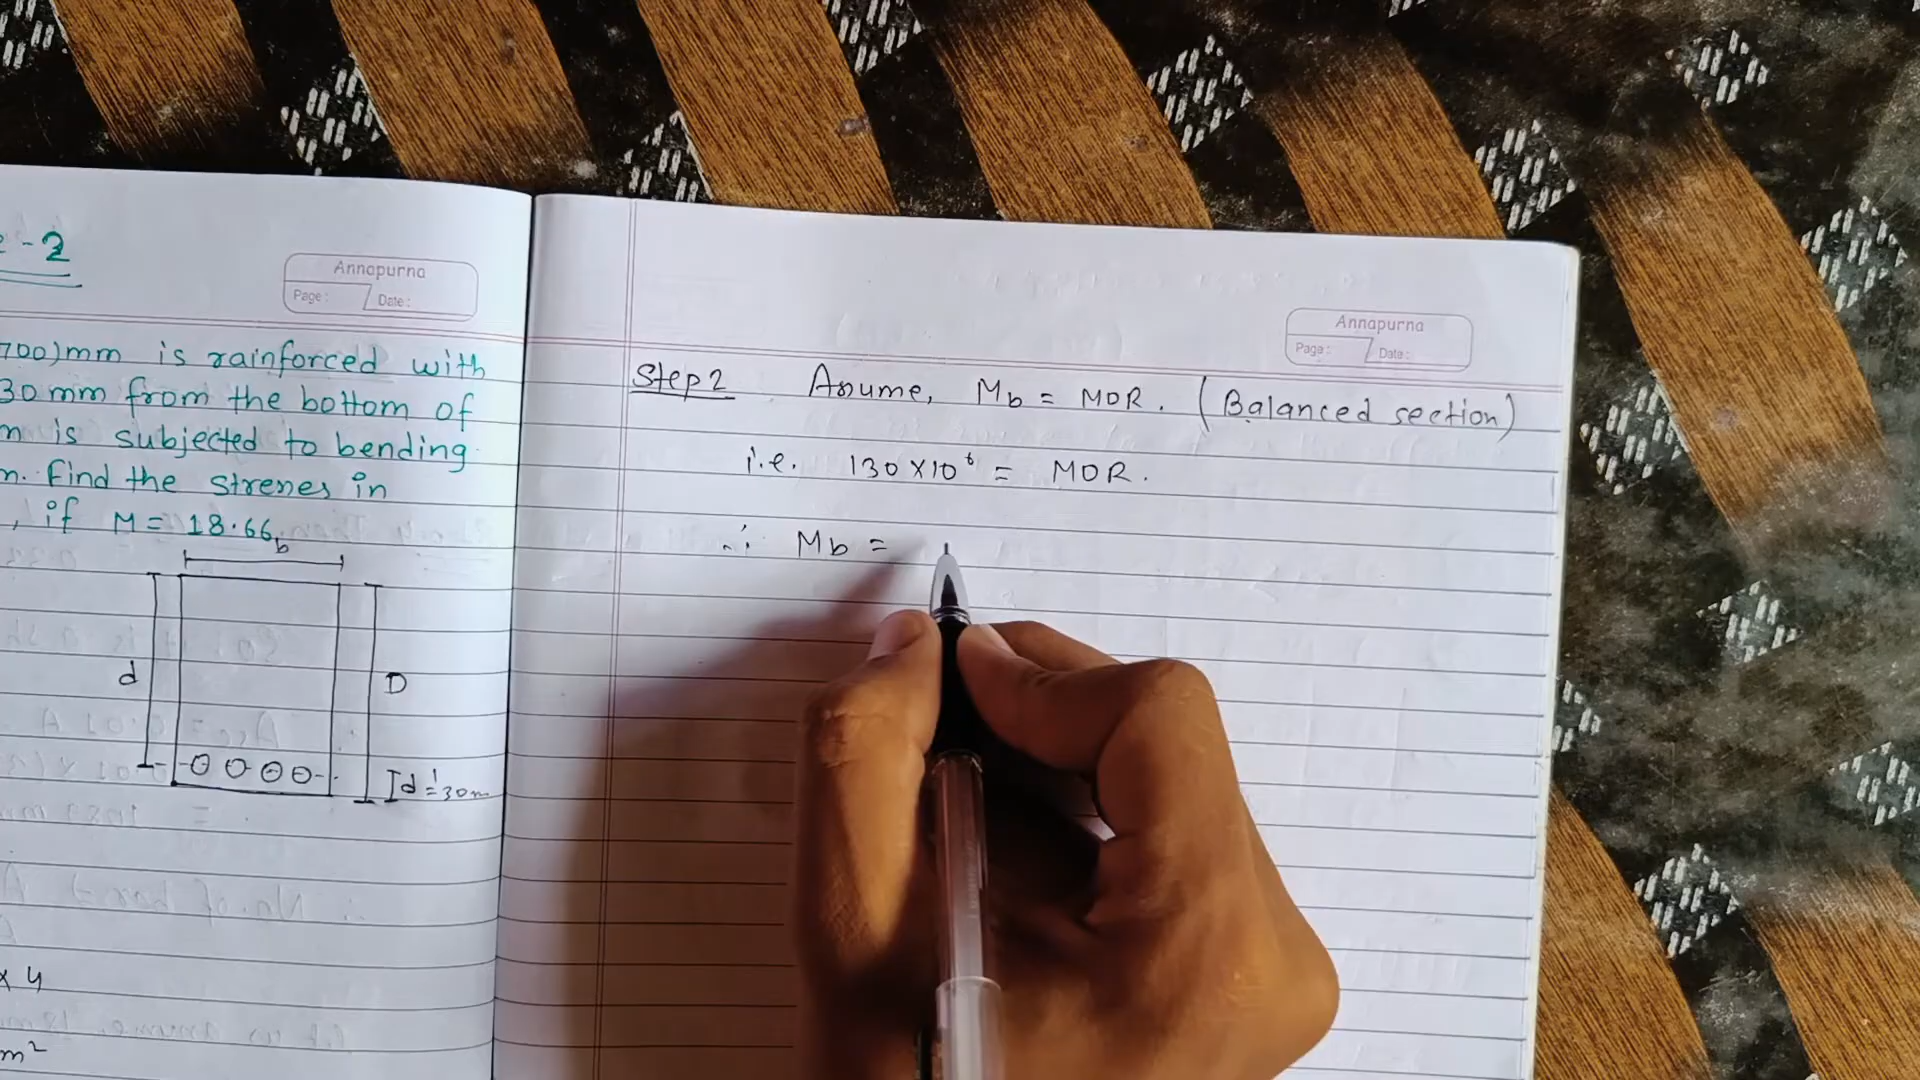 - 2
Annapurna
Page :
Date :
700) mm is rainforced with
30 mm from the bottom of
n is subjected to bending
n. Find the stresses in
, if M = 18.66
b
d
D
d' = 30m
x 4
m²
Annapurna
Page :
Date :
Step 2 Assume, Mb = MOR. (Balanced section)
i.e. 130 x 10⁶ = MOR.
∴ Mb =